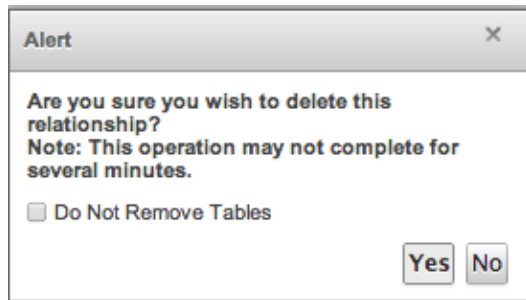 Alert
Are you sure you wish to delete this
relationship?
Note: This operation may not complete for
several minutes.
Do Not Remove Tables
Yes No